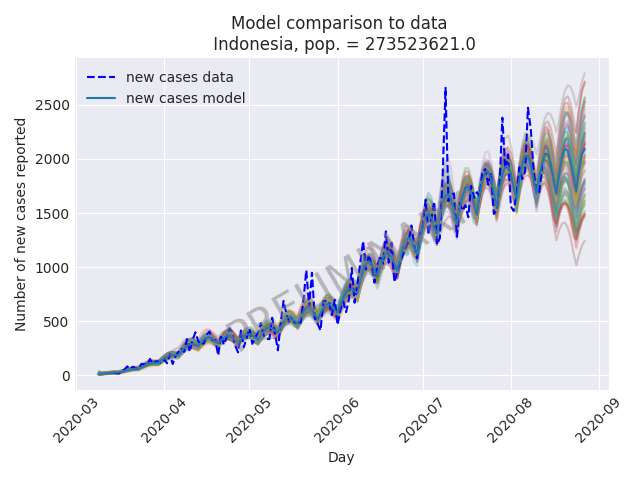 Model comparison to data
Indonesia, pop. = 273523621.0
new cases data
new cases model
Number of new cases reported
2500
2000
1500
1000
500
0
PRELIMINARY
2020-03
2020-04
2020-05
2020-06
2020-07
2020-08
2020-09
Day